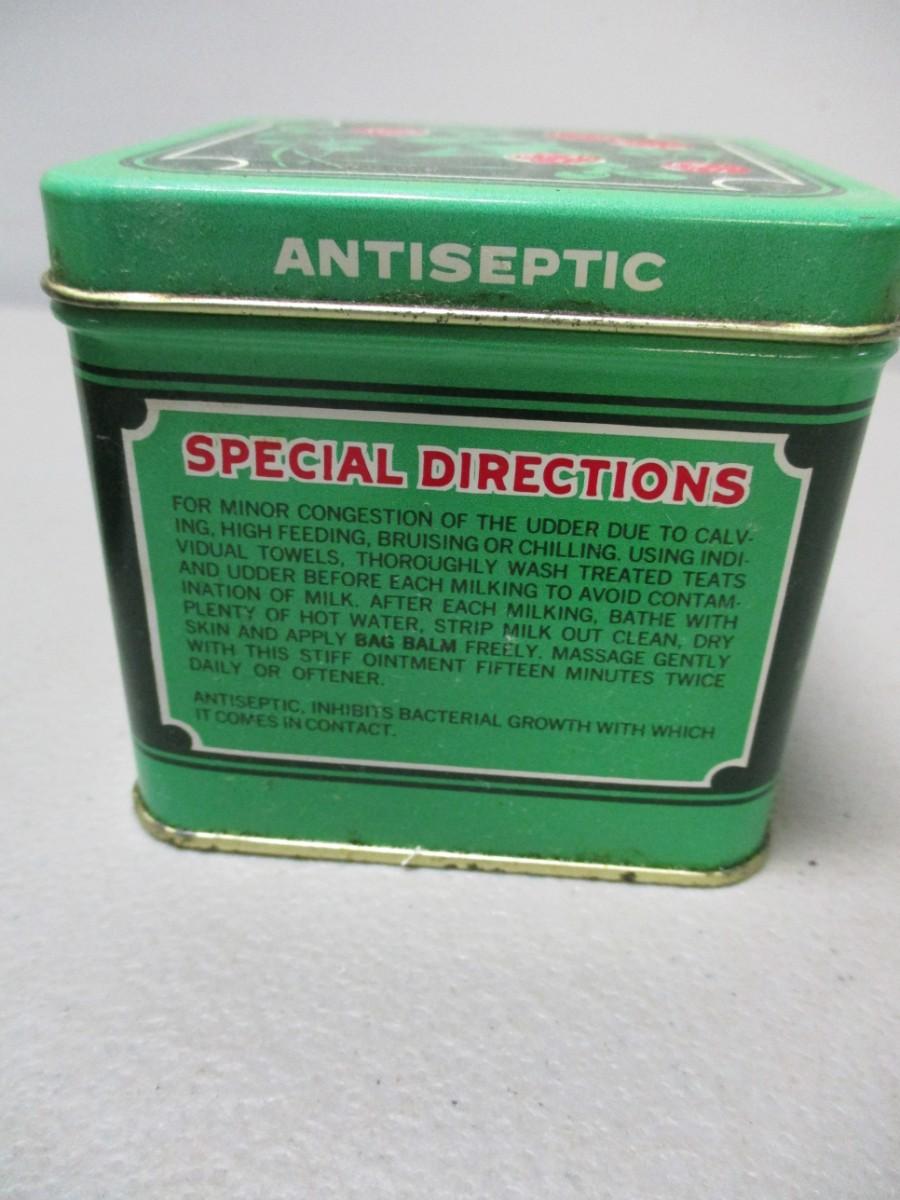 ANTISEPTIC
SPECIAL DIRECTIONS
FOR MINOR CONGESTION OF THE UDDER DUE TO CALV-
ING, HIGH FEEDING, BRUISING OR CHILLING. USING INDI-
VIDUAL TOWELS, THOROUGHLY WASH TREATED TEATS
AND UDDER BEFORE EACH MILKING TO AVOID CONTAM-
INATION OF MILK. AFTER EACH MILKING, BATHE WITH
PLENTY OF HOT WATER, STRIP MILK OUT CLEAN, DRY
SKIN AND APPLY BAG BALM FREELY. MASSAGE GENTLY
WITH THIS STIFF OINTMENT FIFTEEN MINUTES TWICE
DAILY OR OFTENER.
ANTISEPTIC, INHIBITS BACTERIAL GROWTH WITH WHICH
IT COMES IN CONTACT.